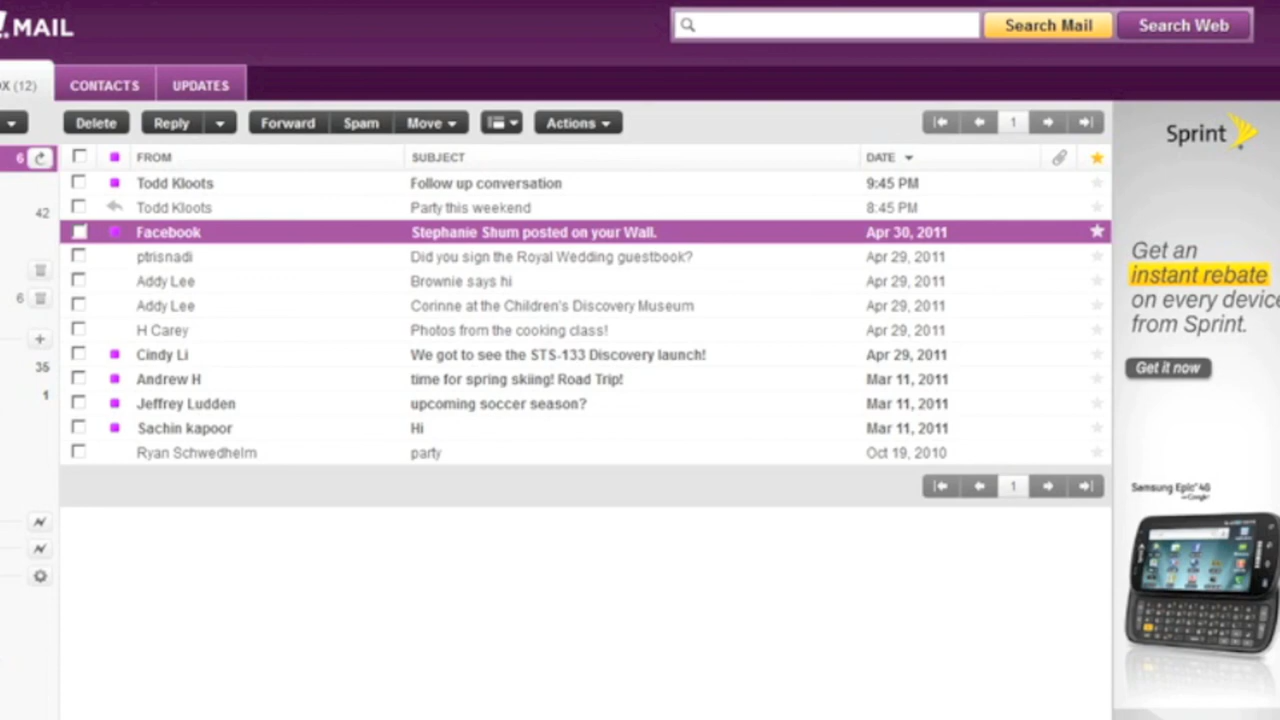 ! MAIL
Search Mail
Search Web
X (12)
CONTACTS
UPDATES
Delete
Reply
Forward
Spam
Move
Actions
1
Sprint
6
FROM SUBJECT DATE
Todd Kloots Follow up conversation 9:45 PM
Todd Kloots Party this weekend 8:45 PM
42
Facebook Stephanie Shum posted on your Wall. Apr 30, 2011
ptrisnadi Did you sign the Royal Wedding guestbook? Apr 29, 2011
Addy Lee Brownie says hi Apr 29, 2011
6
Addy Lee Corinne at the Children's Discovery Museum Apr 29, 2011
H Carey Photos from the cooking class! Apr 29, 2011
Cindy Li We got to see the STS-133 Discovery launch! Apr 29, 2011
35
Andrew H time for spring skiing! Road Trip! Mar 11, 2011
1
Jeffrey Ludden upcoming soccer season? Mar 11, 2011
Sachin kapoor Hi Mar 11, 2011
Ryan Schwedhelm party Oct 19, 2010
1
Get an
instant rebate
on every device
from Sprint.
Get it now
Samsung Epic 4G